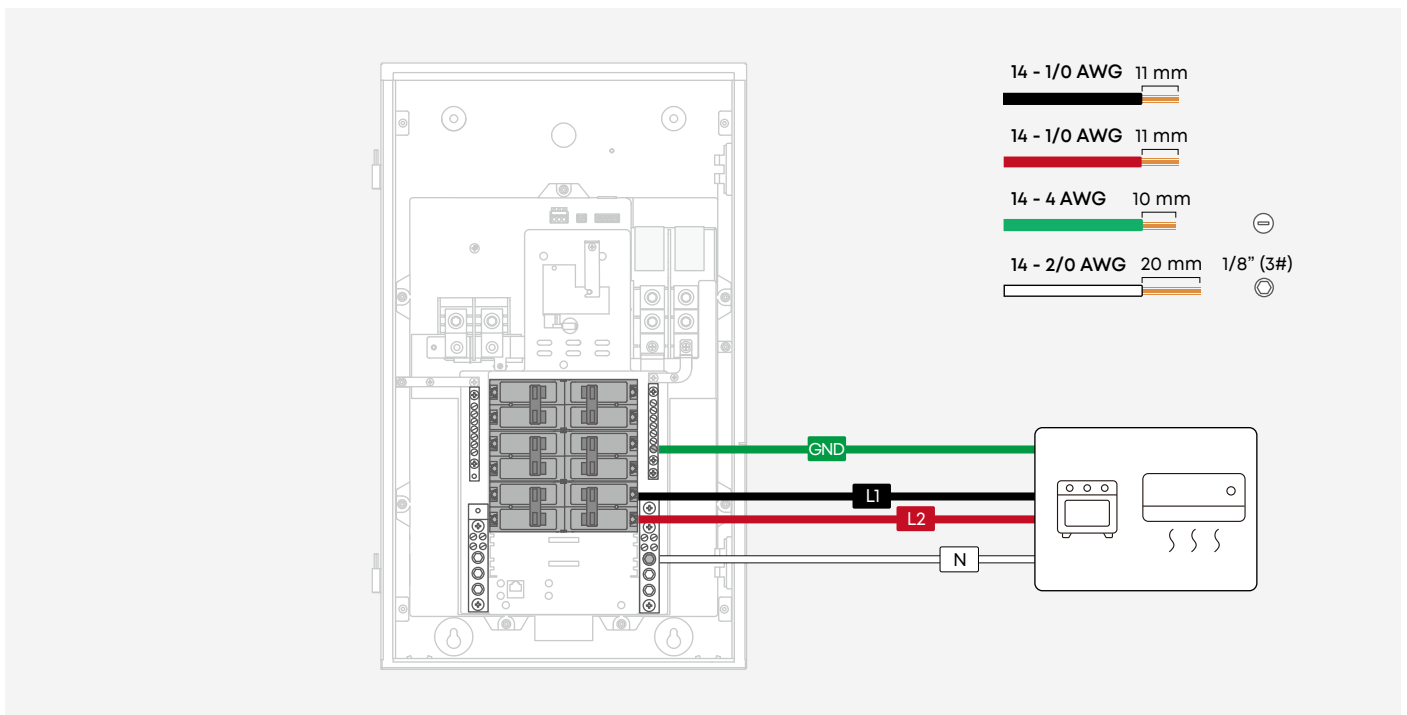 14 - 1/0 AWG 11 mm
14 - 1/0 AWG 11 mm
14 - 4 AWG 10 mm
14 - 2/0 AWG 20 mm 1/8” (3#)
GND
L1
L2
N